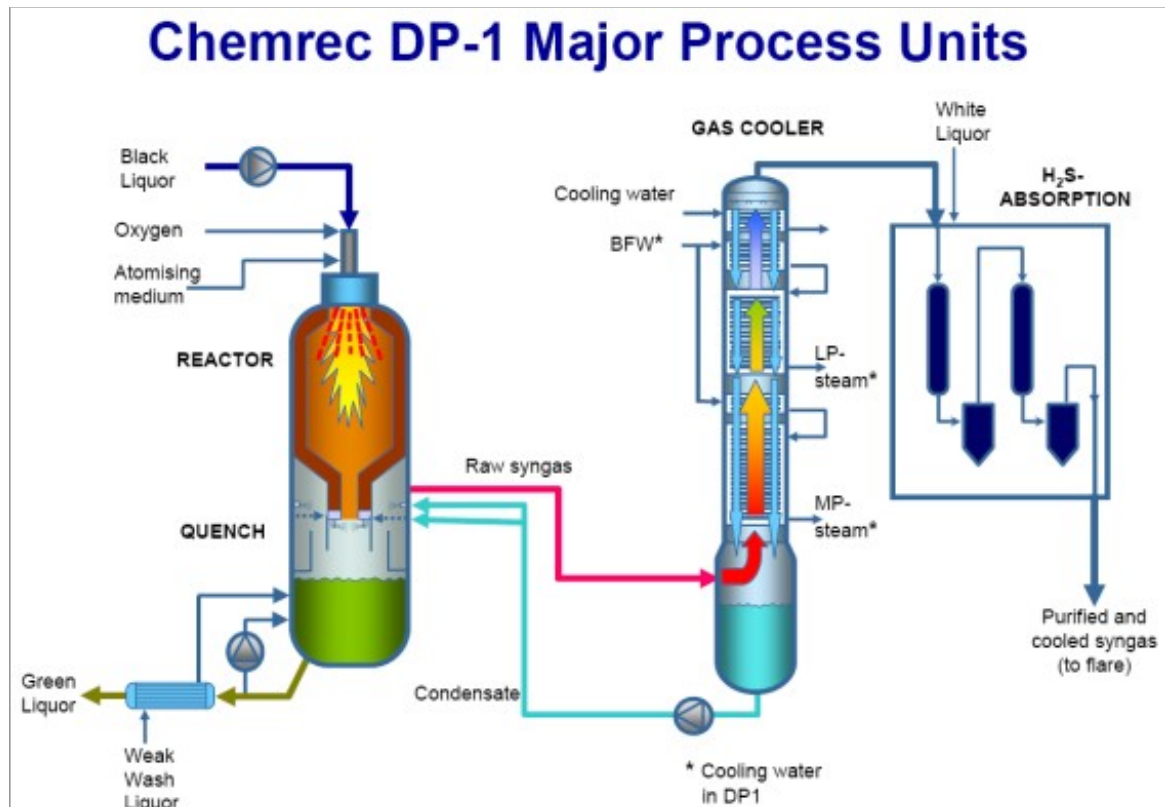 Chemrec DP-1 Major Process Units
Black
Liquor
Oxygen
Atomising
medium
REACTOR
QUENCH
Green
Liquor
Weak
Wash
Liquor
Raw syngas
Condensate
GAS COOLER
Cooling water
BFW*
LP-
steam*
MP-
steam*
* Cooling water
in DP1
White
Liquor
H₂S-
ABSORPTION
Purified and
cooled syngas
(to flare)